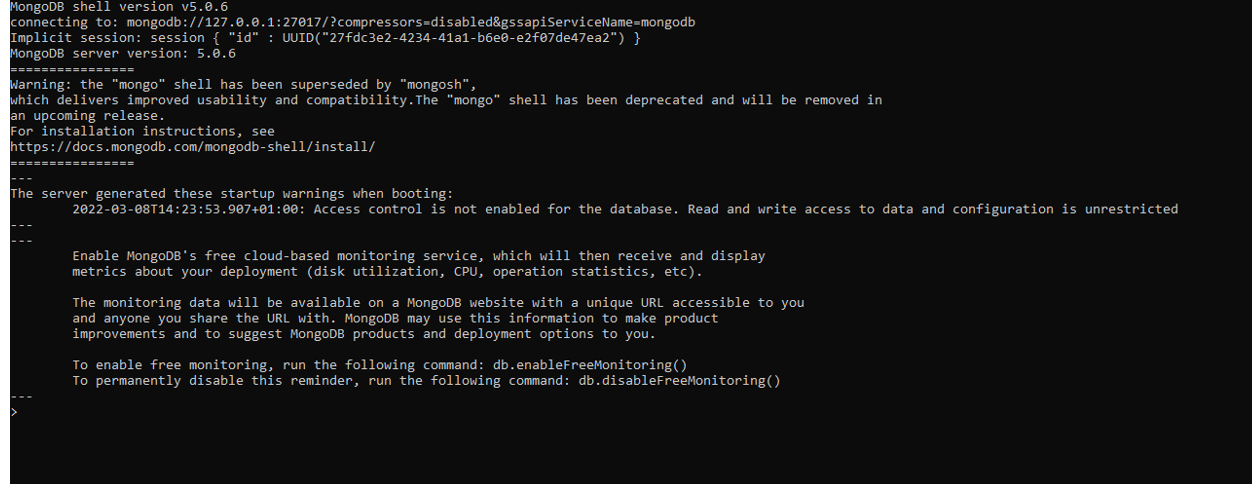 MongoDB shell version v5.0.6
connecting to: mongodb://127.0.0.1:27017/?compressors=disabled&gssapiServiceName=mongodb
Implicit session: session { "id" : UUID("27fdc3e2-4234-41a1-b6e0-e2f07de47ea2") }
MongoDB server version: 5.0.6
================
Warning: the "mongo" shell has been superseded by "mongosh",
which delivers improved usability and compatibility.The "mongo" shell has been deprecated and will be removed in
an upcoming release.
For installation instructions, see
https://docs.mongodb.com/mongodb-shell/install/
================
---
The server generated these startup warnings when booting:
2022-03-08T14:23:53.907+01:00: Access control is not enabled for the database. Read and write access to data and configuration is unrestricted
---
---
Enable MongoDB's free cloud-based monitoring service, which will then receive and display
metrics about your deployment (disk utilization, CPU, operation statistics, etc).
The monitoring data will be available on a MongoDB website with a unique URL accessible to you
and anyone you share the URL with. MongoDB may use this information to make product
improvements and to suggest MongoDB products and deployment options to you.
To enable free monitoring, run the following command: db.enableFreeMonitoring()
To permanently disable this reminder, run the following command: db.disableFreeMonitoring()
---
>